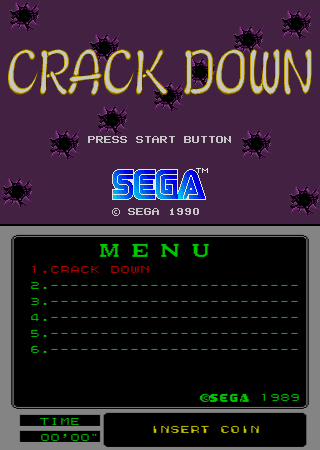 CRACK DOWN
PRESS START BUTTON
SEGA™
© SEGA 1990
MENU
1.CRACK DOWN
2.-------------------------------
3.-------------------------------
4.-------------------------------
5.-------------------------------
6.-------------------------------
©SEGA 1989
TIME
00'00"
INSERT COIN